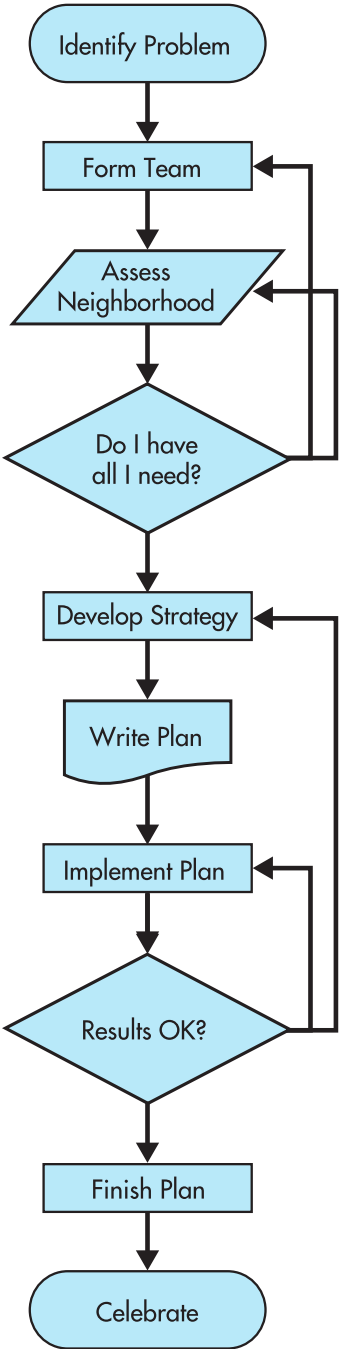 Identify Problem
Form Team
Assess
Neighborhood
Do I have
all I need?
Develop Strategy
Write Plan
Implement Plan
Results OK?
Finish Plan
Celebrate